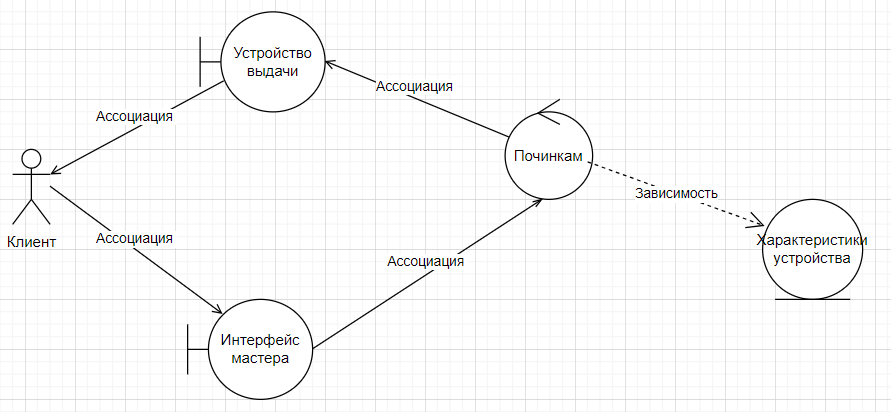 Устройство
выдачи
Ассоциация
Ассоциация
Починкам
Клиент
Ассоциация
Зависимость
Ассоциация
Характеристики
устройства
Интерфейс
мастера